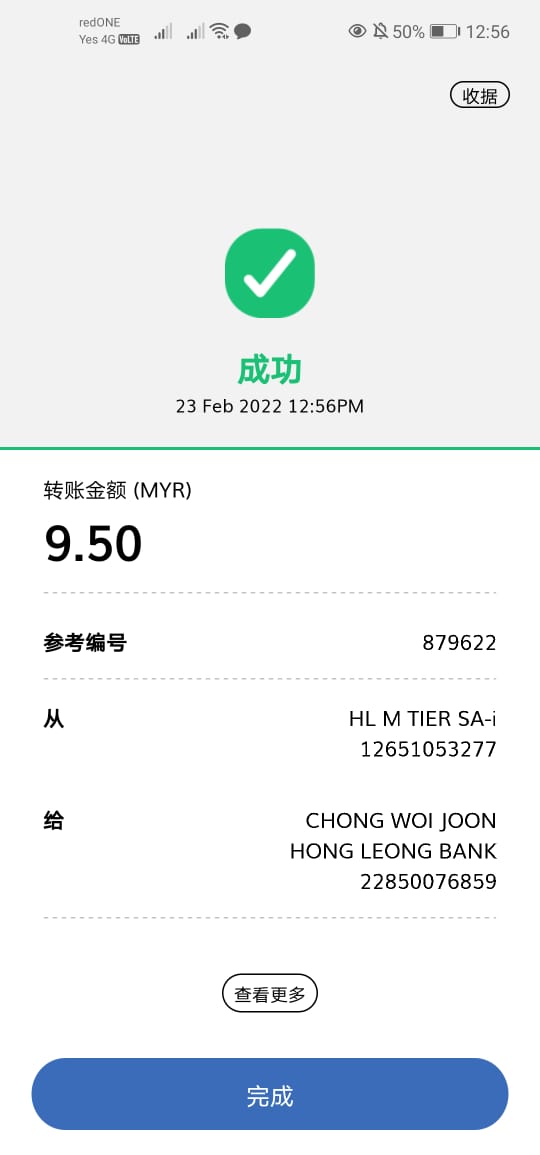 redONE
Yes 4G VoLTE
50% 12:56
收据
成功
23 Feb 2022 12:56PM
转账金额 (MYR)
9.50
参考编号 879622
从 HL M TIER SA-i
12651053277
给 CHONG WOI JOON
HONG LEONG BANK
22850076859
查看更多
完成